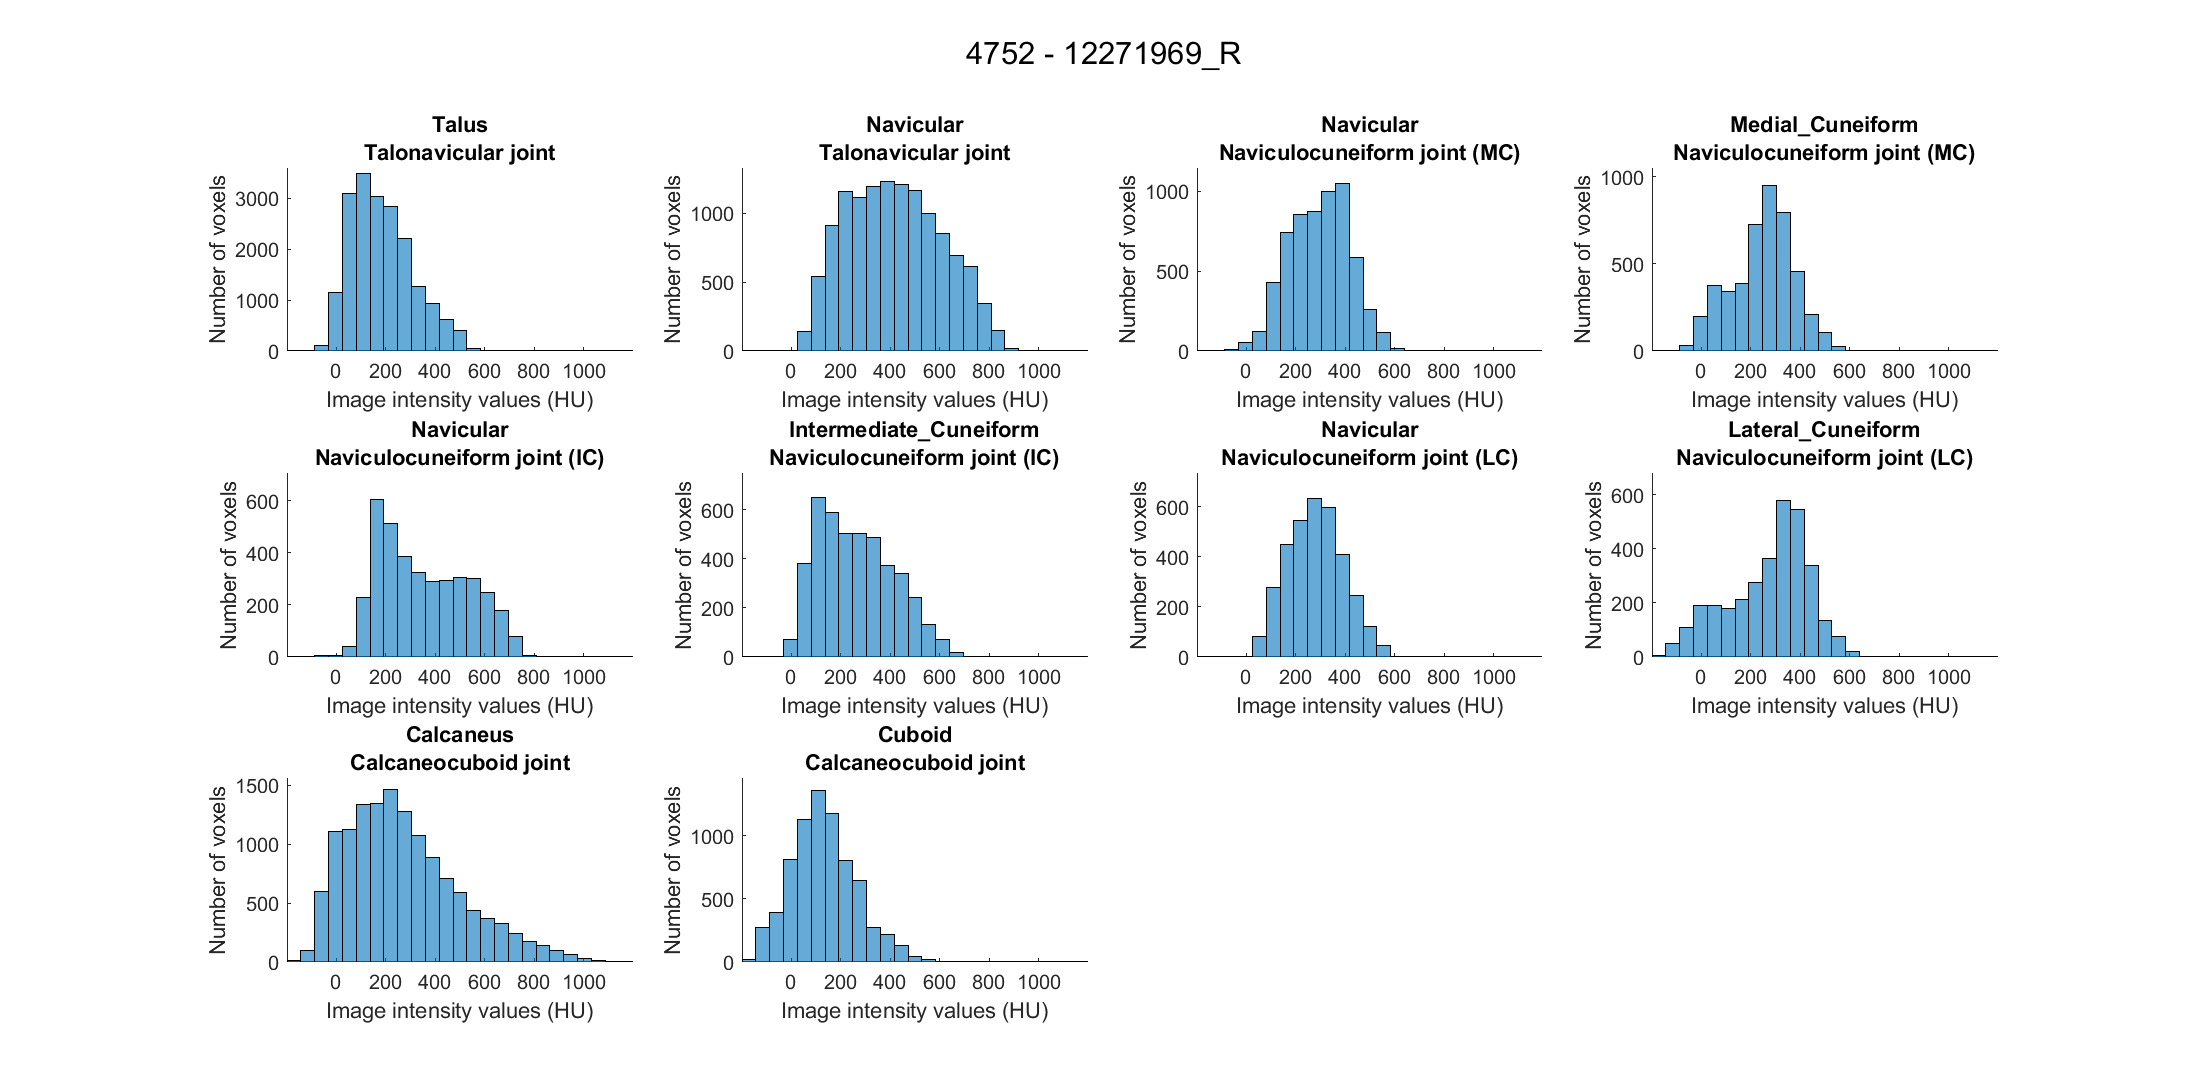 4752 - 12271969_R
Talus
Talonavicular joint
Number of voxels
3000
2000
1000
0
0 200 400 600 800 1000
Image intensity values (HU)
Navicular
Talonavicular joint
Number of voxels
1000
500
0
0 200 400 600 800 1000
Image intensity values (HU)
Navicular
Naviculocuneiform joint (MC)
Number of voxels
1000
500
0
0 200 400 600 800 1000
Image intensity values (HU)
Medial_Cuneiform
Naviculocuneiform joint (MC)
Number of voxels
1000
500
0
0 200 400 600 800 1000
Image intensity values (HU)
Navicular
Naviculocuneiform joint (IC)
Number of voxels
600
400
200
0
0 200 400 600 800 1000
Image intensity values (HU)
Intermediate_Cuneiform
Naviculocuneiform joint (IC)
Number of voxels
600
400
200
0
0 200 400 600 800 1000
Image intensity values (HU)
Navicular
Naviculocuneiform joint (LC)
Number of voxels
600
400
200
0
0 200 400 600 800 1000
Image intensity values (HU)
Lateral_Cuneiform
Naviculocuneiform joint (LC)
Number of voxels
600
400
200
0
0 200 400 600 800 1000
Image intensity values (HU)
Calcaneus
Calcaneocuboid joint
Number of voxels
1500
1000
500
0
0 200 400 600 800 1000
Image intensity values (HU)
Cuboid
Calcaneocuboid joint
Number of voxels
1000
500
0
0 200 400 600 800 1000
Image intensity values (HU)